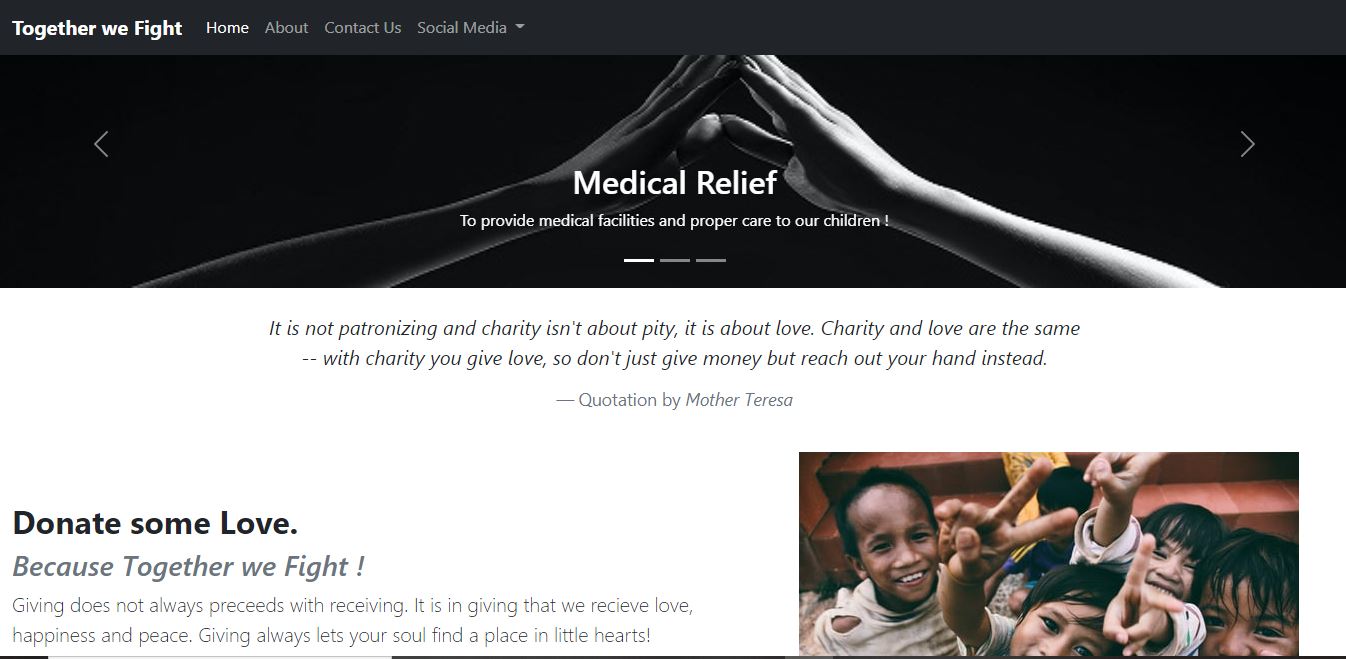 Together we Fight Home About Contact Us Social Media
Medical Relief
To provide medical facilities and proper care to our children !
It is not patronizing and charity isn't about pity, it is about love. Charity and love are the same
-- with charity you give love, so don't just give money but reach out your hand instead.
— Quotation by Mother Teresa
Donate some Love.
Because Together we Fight !
Giving does not always preceeds with receiving. It is in giving that we recieve love,
happiness and peace. Giving always lets your soul find a place in little hearts!